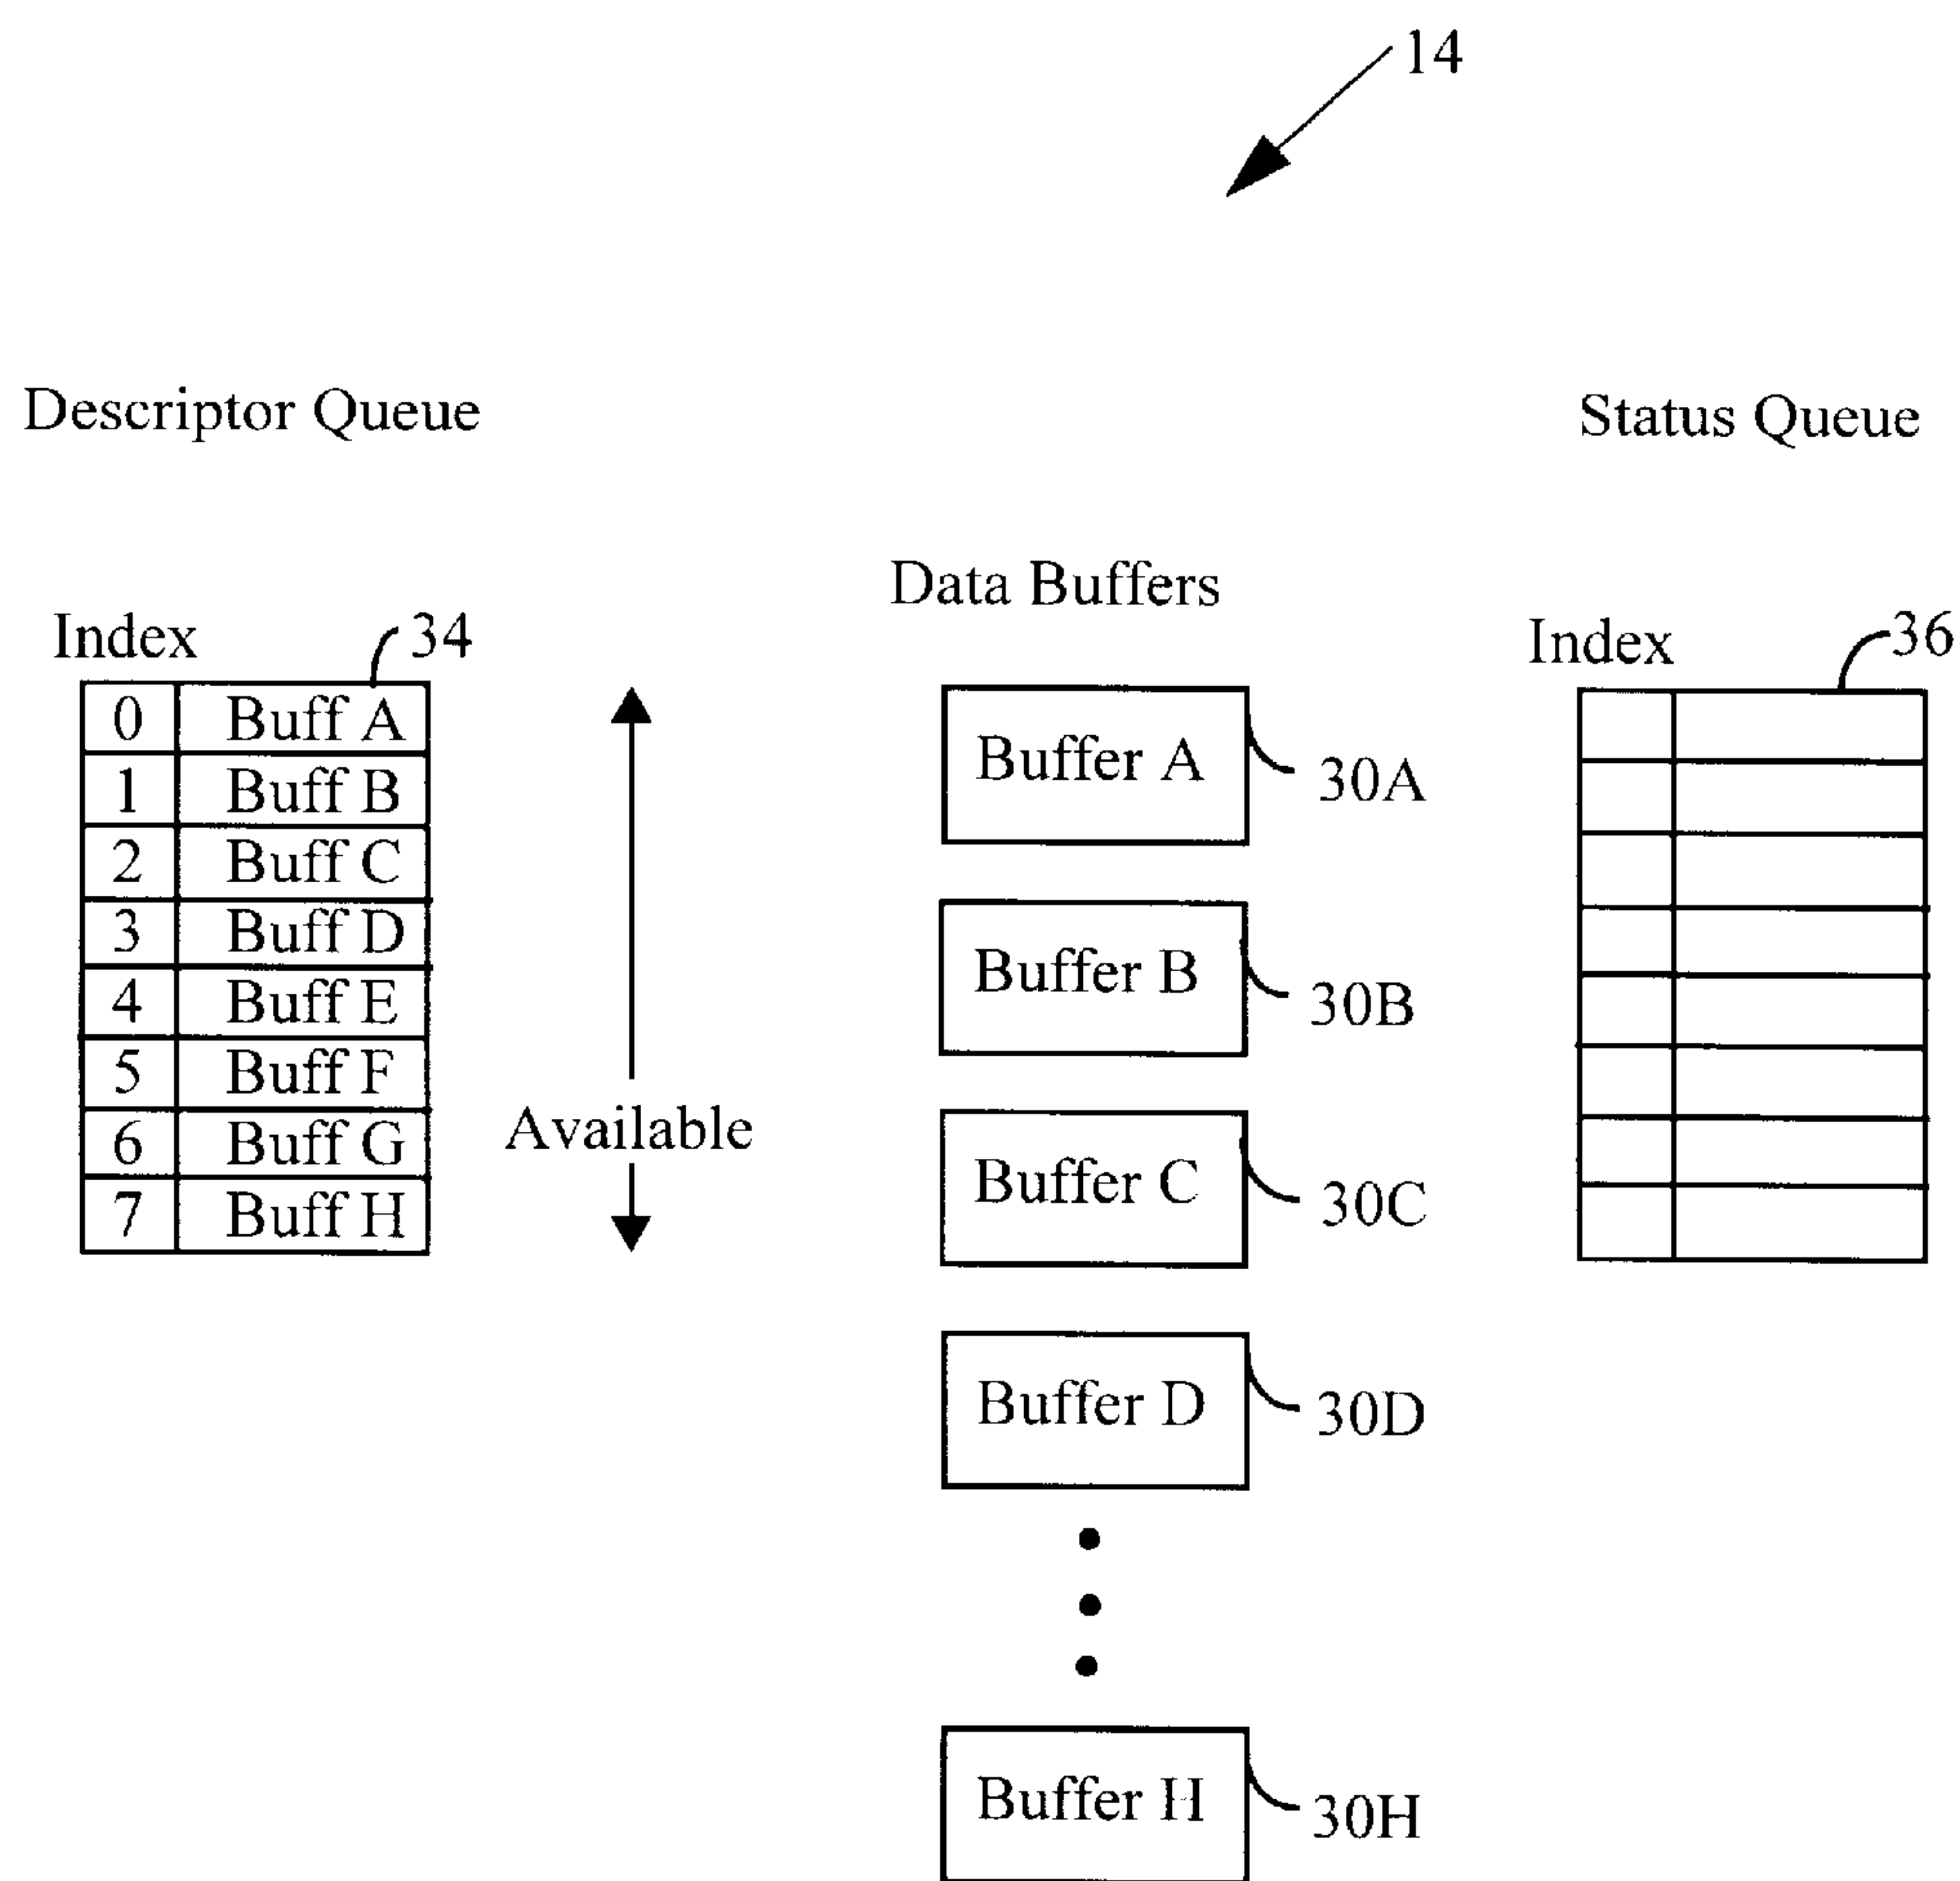 14
Descriptor Queue
Status Queue
Data Buffers
Index 34
Index 36
0 Buff A
1 Buff B
2 Buff C
3 Buff D
4 Buff E
5 Buff F
6 Buff G
7 Buff H
Available
Buffer A 30A
Buffer B 30B
Buffer C 30C
Buffer D 30D
Buffer H 30H